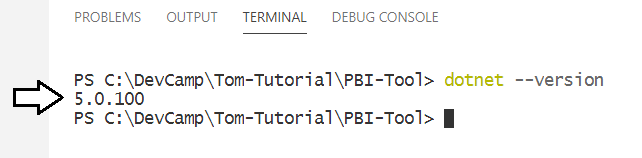 PROBLEMS OUTPUT TERMINAL DEBUG CONSOLE
PS C:\DevCamp\Tom-Tutorial\PBI-Tool> dotnet --version
5.0.100
PS C:\DevCamp\Tom-Tutorial\PBI-Tool>